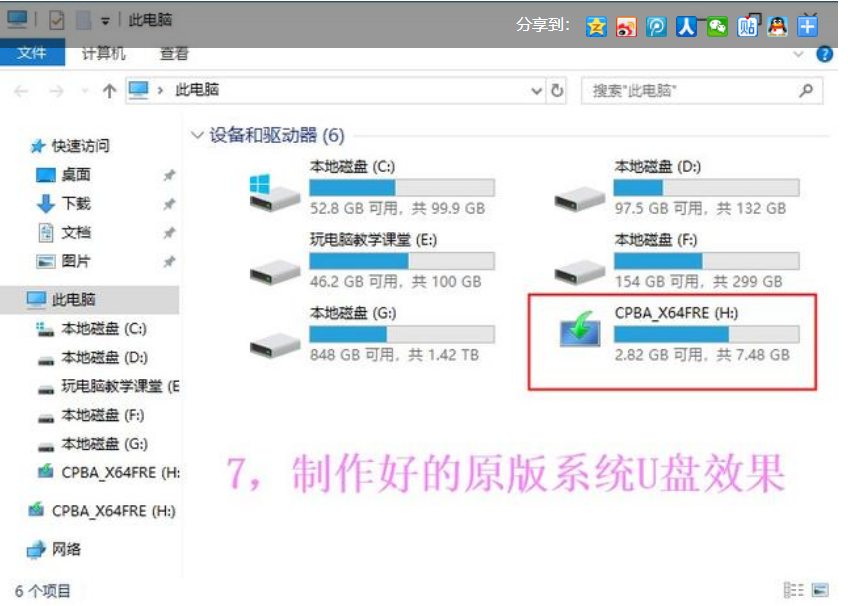 此电脑
分享到:
贴
文件 计算机 查看
此电脑
搜索"此电脑"
快速访问
桌面
下载
文档
图片
此电脑
本地磁盘 (C:)
本地磁盘 (D:)
玩电脑教学课堂 (E
本地磁盘 (F:)
本地磁盘 (G:)
CPBA_X64FRE (H:
CPBA_X64FRE (H:)
网络
设备和驱动器 (6)
本地磁盘 (C:)
52.8 GB 可用，共 99.9 GB
本地磁盘 (D:)
97.5 GB 可用，共 132 GB
玩电脑教学课堂 (E:)
46.2 GB 可用，共 100 GB
本地磁盘 (F:)
154 GB 可用，共 299 GB
本地磁盘 (G:)
848 GB 可用，共 1.42 TB
CPBA_X64FRE (H:)
2.82 GB 可用，共 7.48 GB
7，制作好的原版系统U盘效果
6 个项目